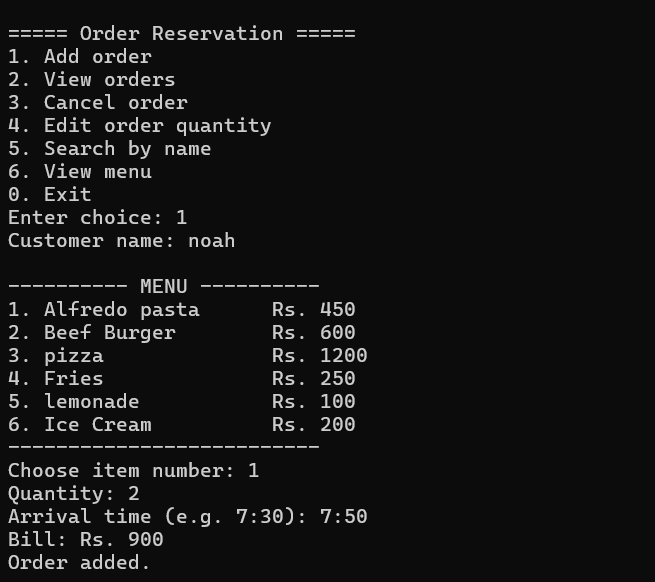 ===== Order Reservation =====
1. Add order
2. View orders
3. Cancel order
4. Edit order quantity
5. Search by name
6. View menu
0. Exit
Enter choice: 1
Customer name: noah
---------- MENU ----------
1. Alfredo pasta      Rs. 450
2. Beef Burger        Rs. 600
3. pizza              Rs. 1200
4. Fries              Rs. 250
5. lemonade           Rs. 100
6. Ice Cream          Rs. 200
--------------------------
Choose item number: 1
Quantity: 2
Arrival time (e.g. 7:30): 7:50
Bill: Rs. 900
Order added.